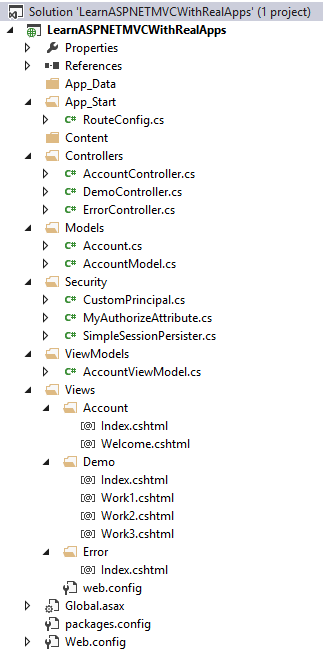 Solution 'LearnASPNETMVCWithRealApps' (1 project)
LearnASPNETMVCWithRealApps
Properties
References
App_Data
App_Start
C# RouteConfig.cs
Content
Controllers
C# AccountController.cs
C# DemoController.cs
C# ErrorController.cs
Models
C# Account.cs
C# AccountModel.cs
Security
C# CustomPrincipal.cs
C# MyAuthorizeAttribute.cs
C# SimpleSessionPersister.cs
ViewModels
C# AccountViewModel.cs
Views
Account
[@] Index.cshtml
[@] Welcome.cshtml
Demo
[@] Index.cshtml
[@] Work1.cshtml
[@] Work2.cshtml
[@] Work3.cshtml
Error
[@] Index.cshtml
web.config
Global.asax
packages.config
Web.config